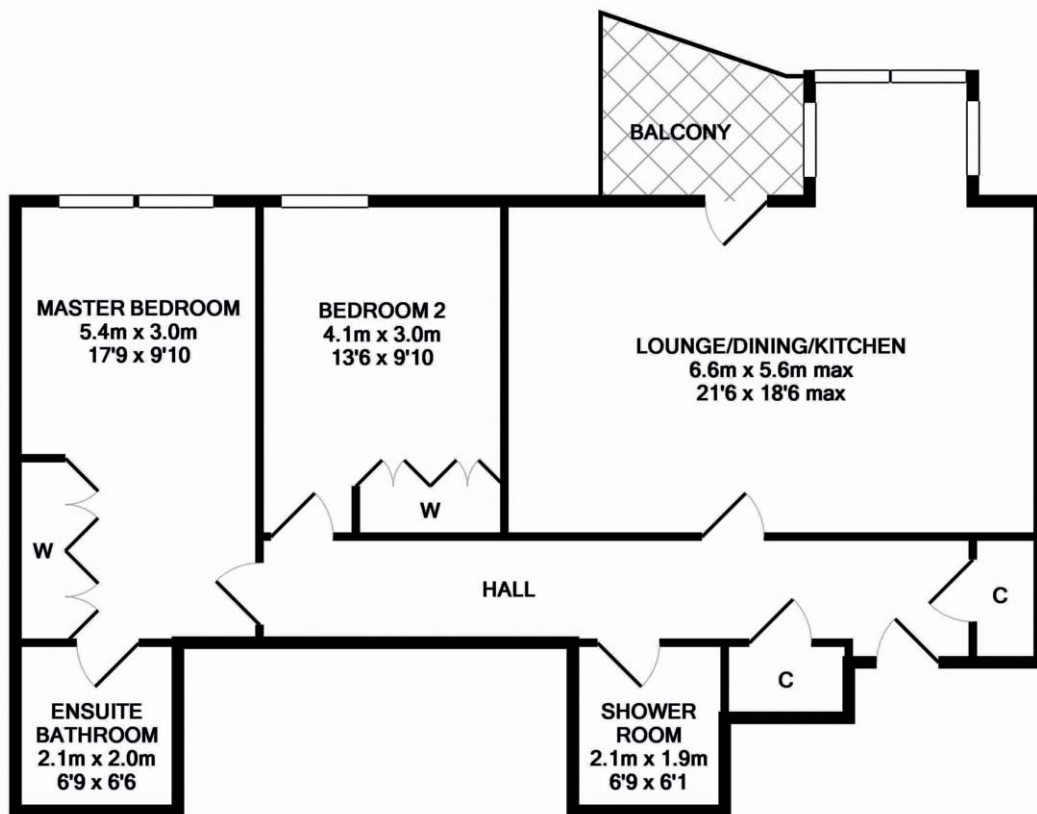 BALCONY
MASTER BEDROOM
5.4m x 3.0m
17'9 x 9'10
BEDROOM 2
4.1m x 3.0m
13'6 x 9'10
LOUNGE/DINING/KITCHEN
6.6m x 5.6m max
21'6 x 18'6 max
W
W
HALL
C
C
ENSUITE
BATHROOM
2.1m x 2.0m
6'9 x 6'6
SHOWER
ROOM
2.1m x 1.9m
6'9 x 6'1